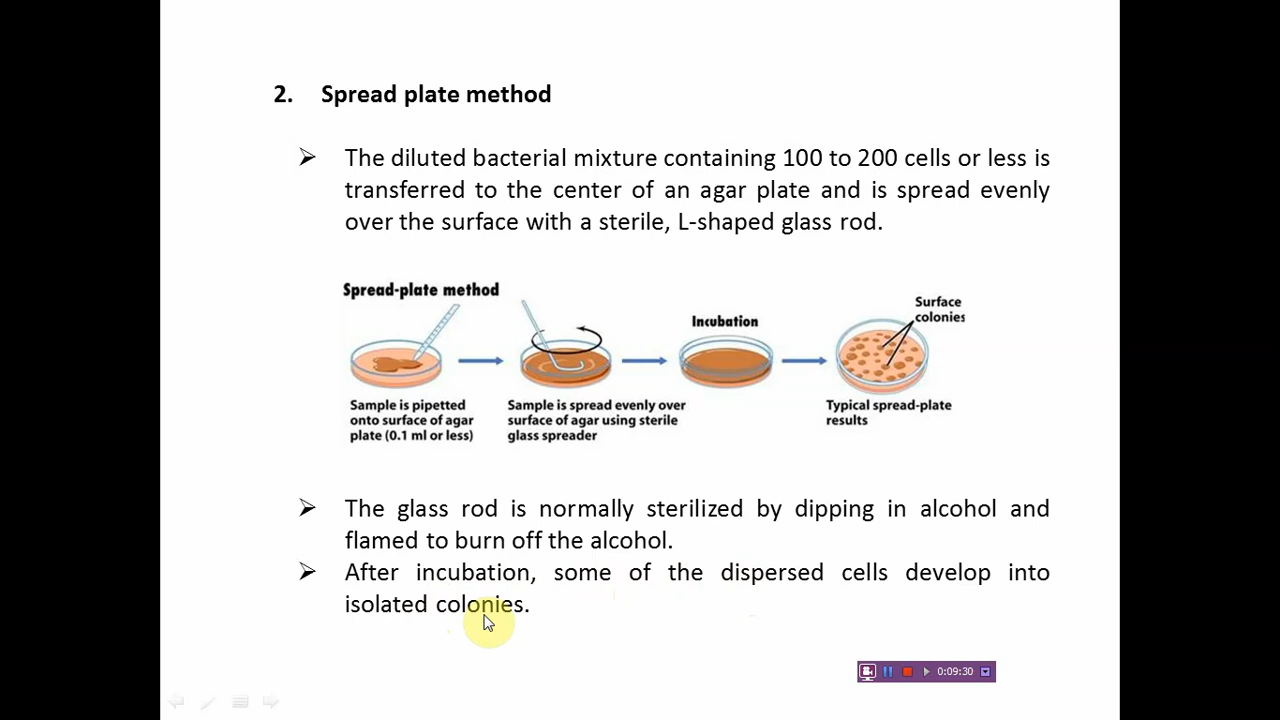 2. Spread plate method
➢ The diluted bacterial mixture containing 100 to 200 cells or less is
transferred to the center of an agar plate and is spread evenly
over the surface with a sterile, L-shaped glass rod.
Spread-plate method
Incubation
Surface
colonies
Sample is pipetted
onto surface of agar
plate (0.1 ml or less)
Sample is spread evenly over
surface of agar using sterile
glass spreader
Typical spread-plate
results
➢ The glass rod is normally sterilized by dipping in alcohol and
flamed to burn off the alcohol.
➢ After incubation, some of the dispersed cells develop into
isolated colonies.
0:09:30